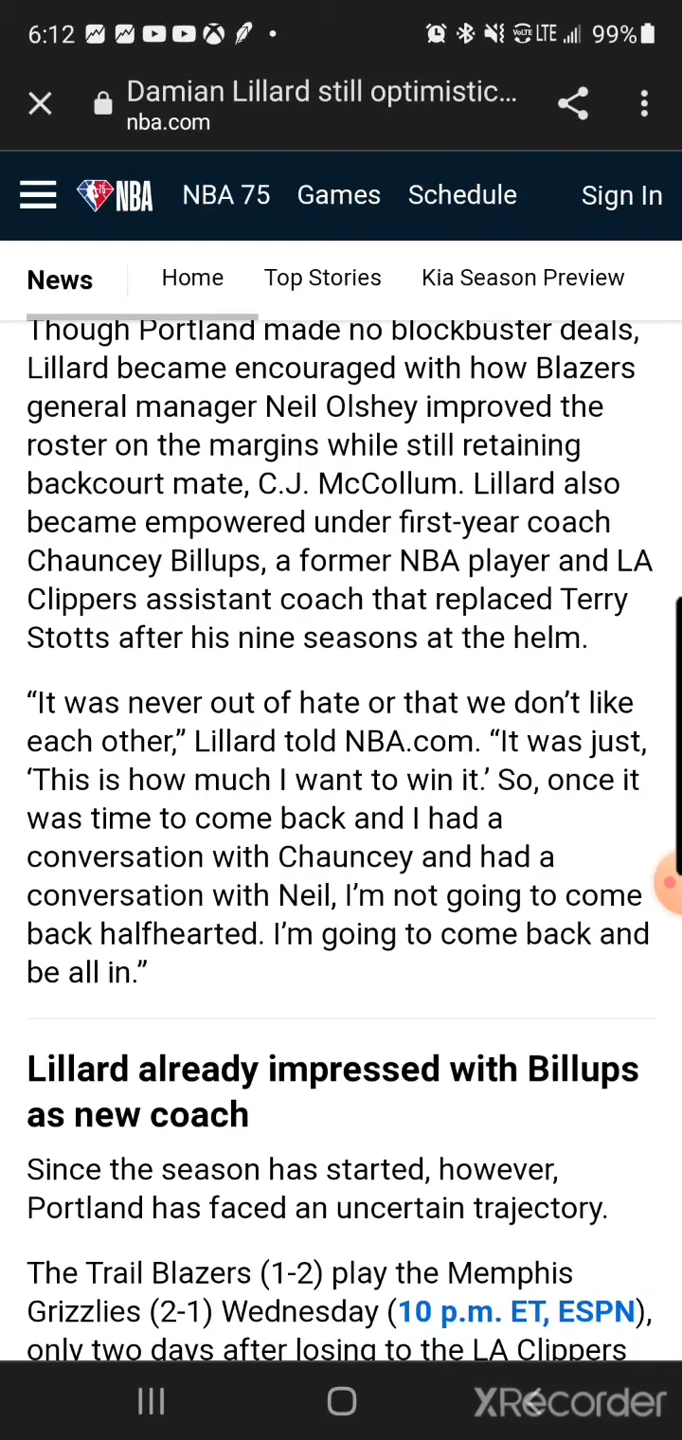 6:12
VoLTE LTE 99%
Damian Lillard still optimistic...
nba.com
75 NBA NBA 75 Games Schedule Sign In
News Home Top Stories Kia Season Preview
Though Portland made no blockbuster deals,
Lillard became encouraged with how Blazers
general manager Neil Olshey improved the
roster on the margins while still retaining
backcourt mate, C.J. McCollum. Lillard also
became empowered under first-year coach
Chauncey Billups, a former NBA player and LA
Clippers assistant coach that replaced Terry
Stotts after his nine seasons at the helm.
“It was never out of hate or that we don’t like
each other,” Lillard told NBA.com. “It was just,
‘This is how much I want to win it.’ So, once it
was time to come back and I had a
conversation with Chauncey and had a
conversation with Neil, I’m not going to come
back halfhearted. I’m going to come back and
be all in.”
Lillard already impressed with Billups
as new coach
Since the season has started, however,
Portland has faced an uncertain trajectory.
The Trail Blazers (1-2) play the Memphis
Grizzlies (2-1) Wednesday (10 p.m. ET, ESPN),
only two days after losing to the LA Clippers
XRecorder